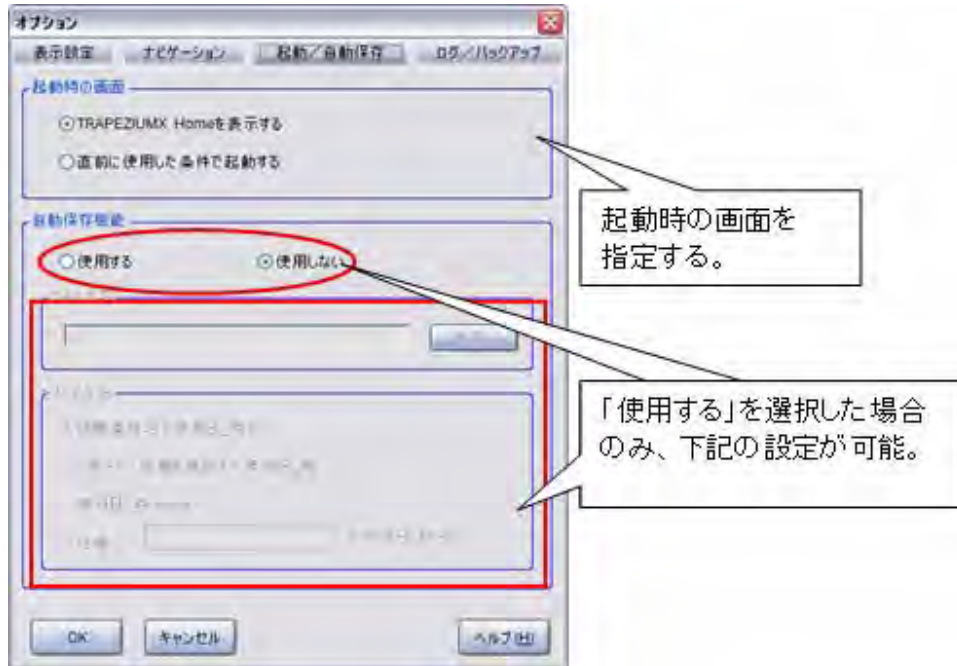 オプション
表示設定 ナビゲーション 起動／自動保存 ログ／バックアップ
起動時の画面
TRAPEZIUMX Homeを表示する
直前に使用した条件で起動する
起動時の画面を
指定する。
自動保存機能
使用する 使用しない
「使用する」を選択した場合
のみ、下記の設定が可能。
OK キャンセル ヘルプ(H)